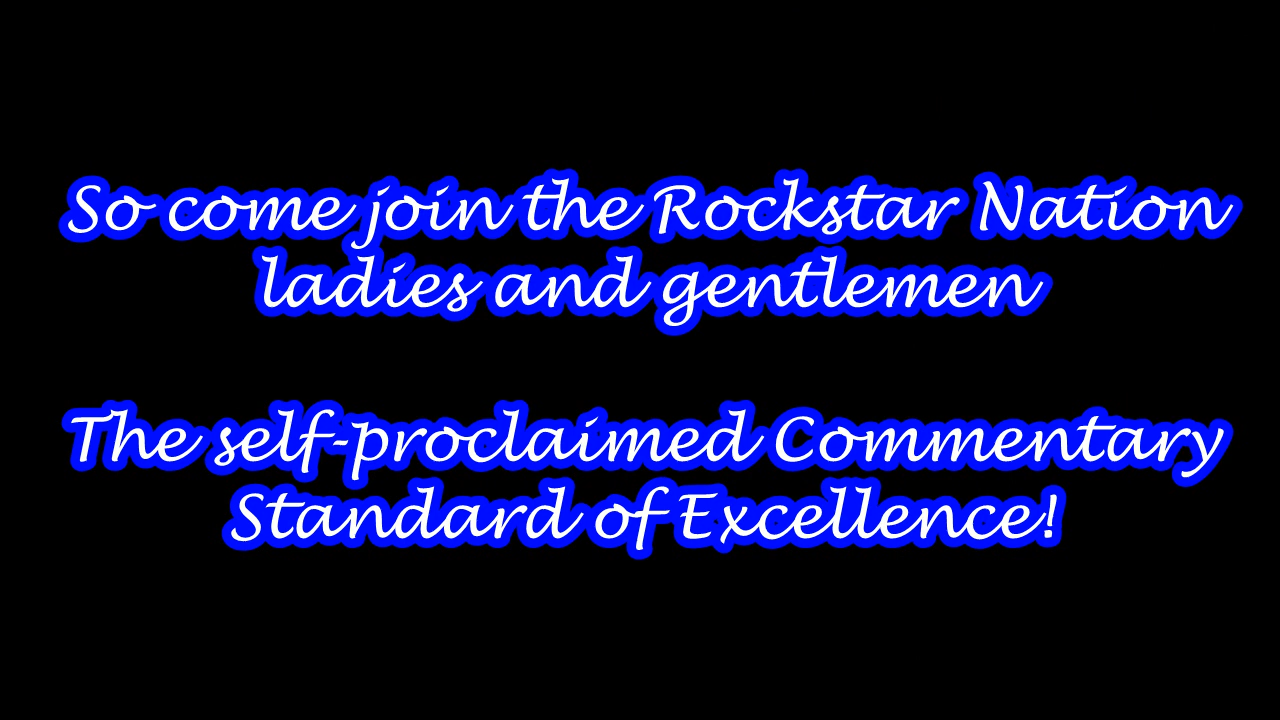 So come join the Rockstar Nation
ladies and gentlemen
The self-proclaimed Commentary
Standard of Excellence!